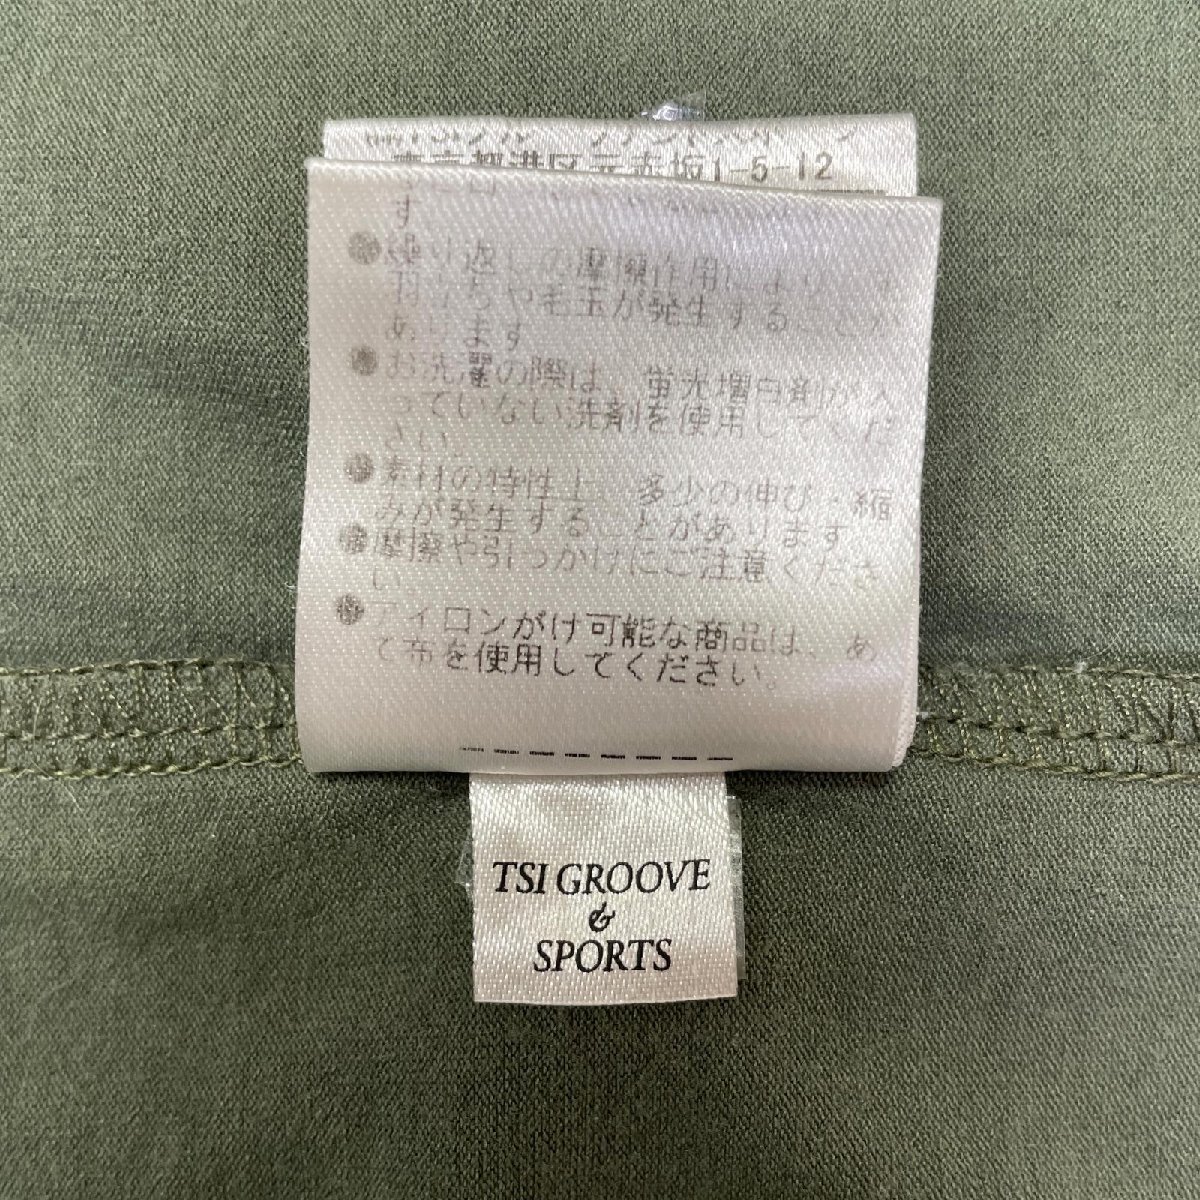 東京都港区元赤坂1-5-12
す
●繰り返しの摩擦作用により
羽立ちや毛玉が発生することが
あります
●お洗濯の際は、蛍光増白剤が入
っていない洗剤を使用してくだ
さい。
●素材の特性上、多少の伸び・縮
みが発生することがあります
●摩擦や引っかけにご注意くださ
い
●アイロンがけ可能な商品は、あ
て布を使用してください。
TSI GROOVE
&
SPORTS